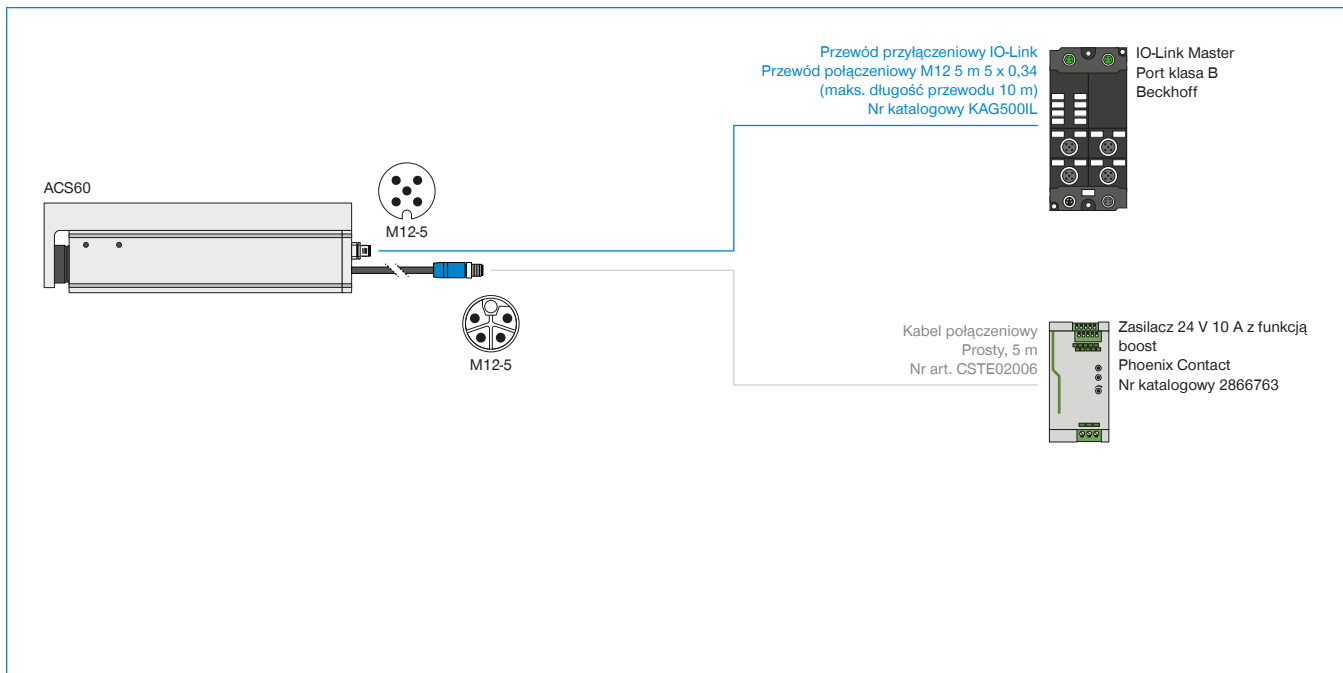 Przewód przyłączeniowy IO-Link
Przewód połączeniowy M12 5 m 5 x 0,34
(maks. długość przewodu 10 m)
Nr katalogowy KAG500IL
IO-Link Master
Port klasa B
Beckhoff
ACS60
M12-5
M12-5
Kabel połączeniowy
Prosty, 5 m
Nr art. CSTE02006
Zasilacz 24 V 10 A z funkcją
boost
Phoenix Contact
Nr katalogowy 2866763